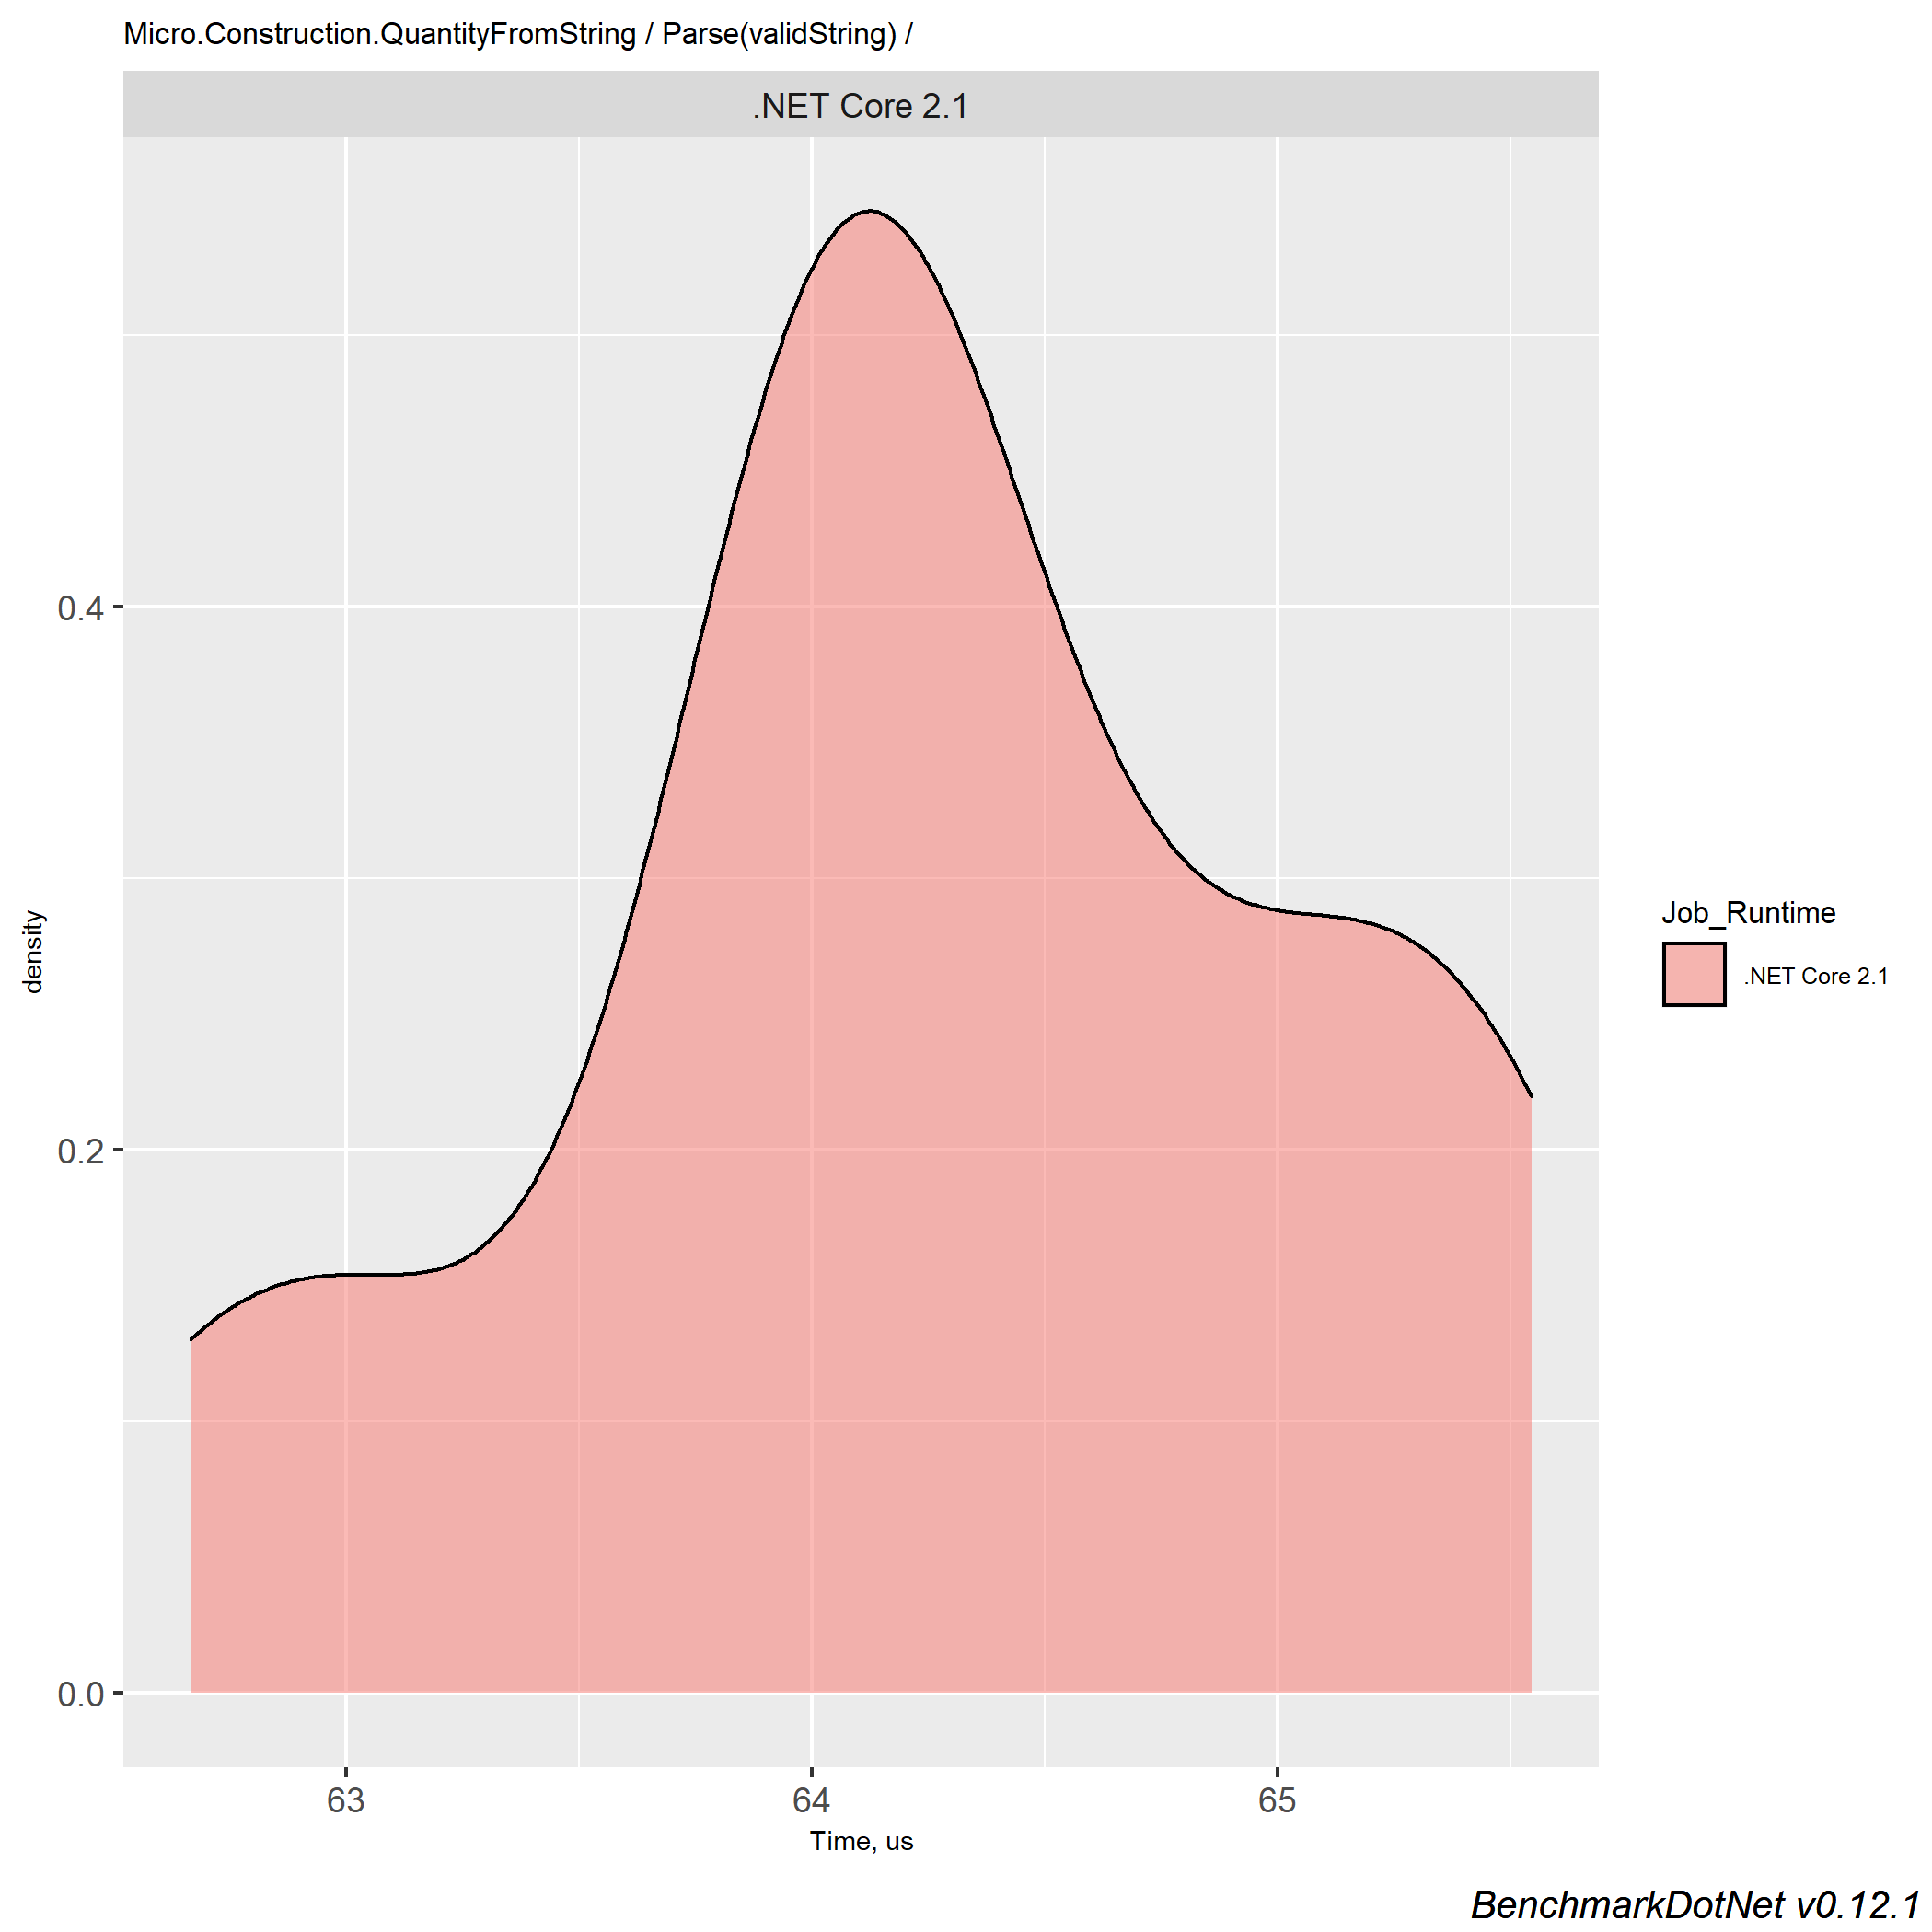 Micro.Construction.QuantityFromString / Parse(validString) /
.NET Core 2.1
0.4
0.2
0.0
density
63 64 65
Time, us
Job_Runtime
.NET Core 2.1
BenchmarkDotNet v0.12.1